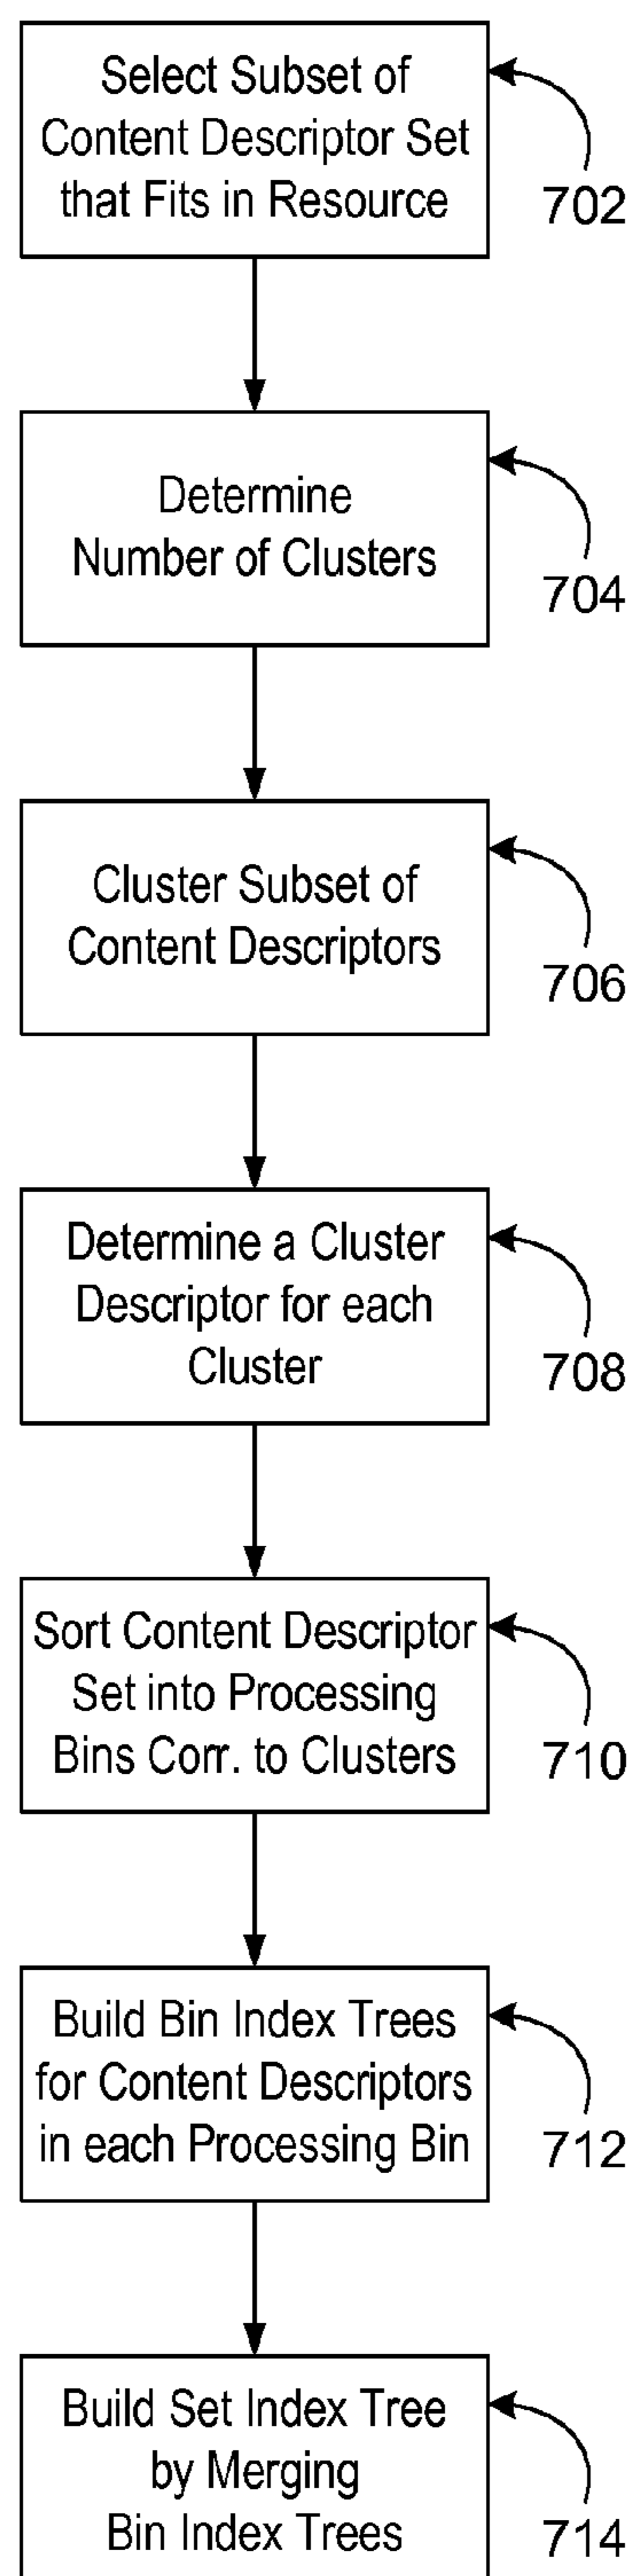 Select Subset of
Content Descriptor Set
that Fits in Resource
702
Determine
Number of Clusters
704
Cluster Subset of
Content Descriptors
706
Determine a Cluster
Descriptor for each
Cluster
708
Sort Content Descriptor
Set into Processing
Bins Corr. to Clusters
710
Build Bin Index Trees
for Content Descriptors
in each Processing Bin
712
Build Set Index Tree
by Merging
Bin Index Trees
714